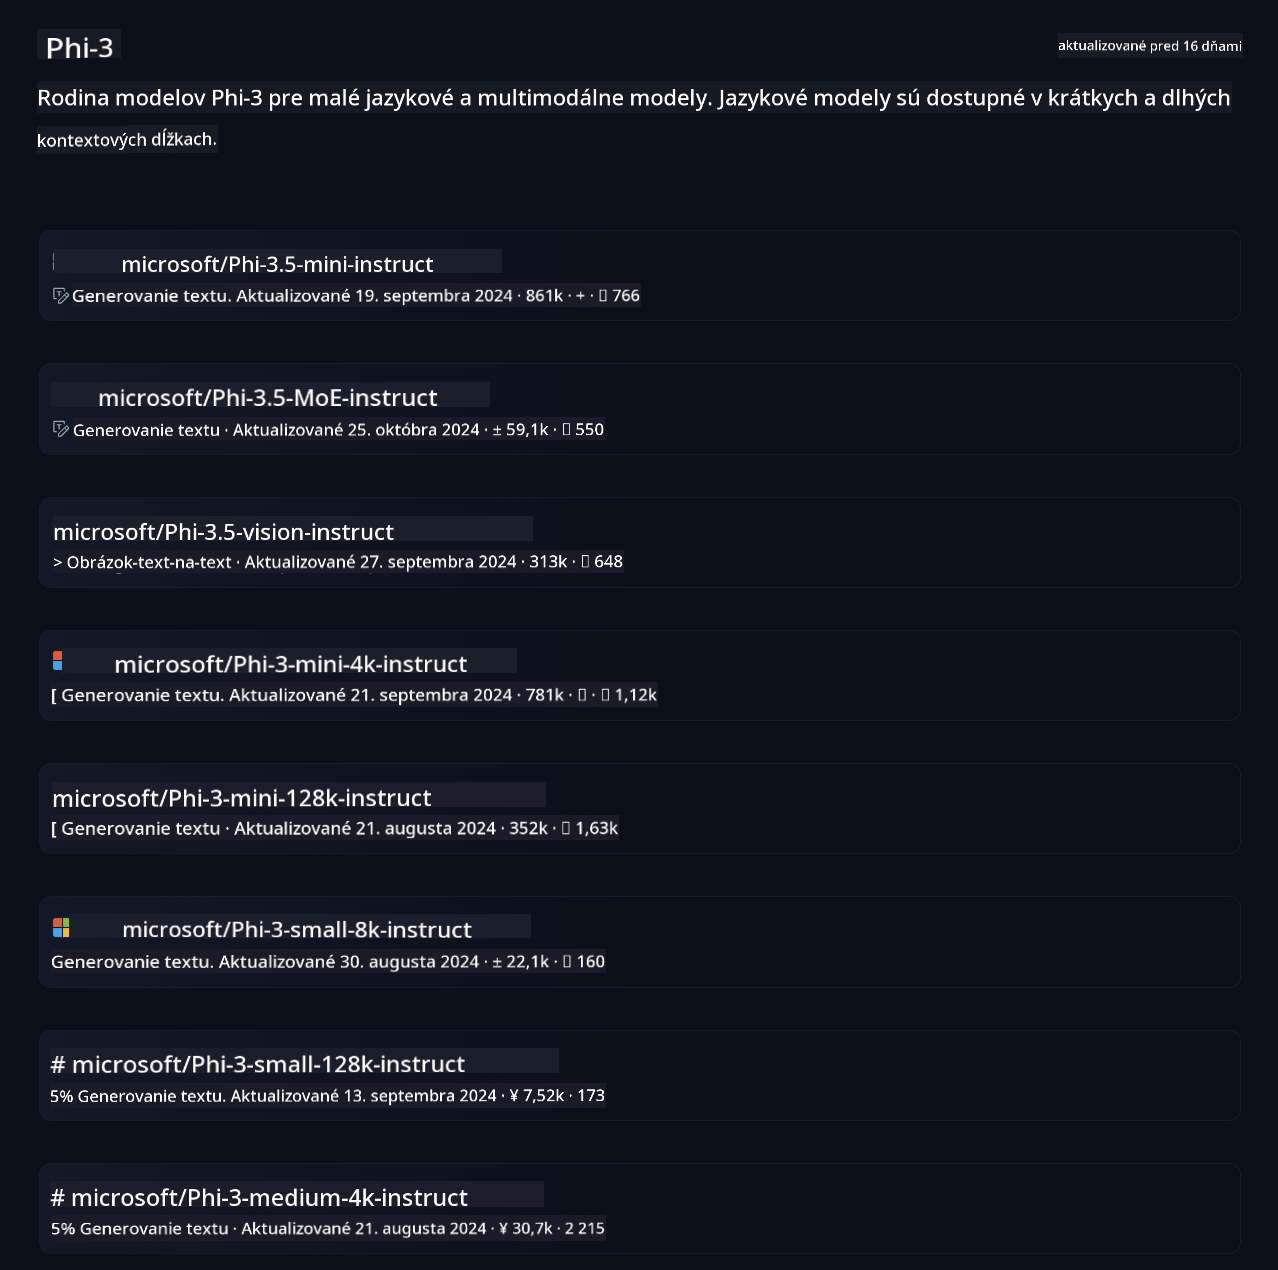 Phi-3
aktualizované pred 16 dňami
Rodina modelov Phi-3 pre malé jazykové a multimodálne modely. Jazykové modely sú dostupné v krátkych a dlhých
kontextových dĺžkach.
microsoft/Phi-3.5-mini-instruct
Generovanie textu. Aktualizované 19. septembra 2024 · 861k · + · ▯ 766
microsoft/Phi-3.5-MoE-instruct
Generovanie textu · Aktualizované 25. októbra 2024 · ± 59,1k · ▯ 550
microsoft/Phi-3.5-vision-instruct
> Obrázok-text-na-text · Aktualizované 27. septembra 2024 · 313k · ▯ 648
microsoft/Phi-3-mini-4k-instruct
[ Generovanie textu. Aktualizované 21. septembra 2024 · 781k · ▯ · ▯ 1,12k
microsoft/Phi-3-mini-128k-instruct
[ Generovanie textu · Aktualizované 21. augusta 2024 · 352k · ▯ 1,63k
microsoft/Phi-3-small-8k-instruct
Generovanie textu. Aktualizované 30. augusta 2024 · ± 22,1k · ▯ 160
# microsoft/Phi-3-small-128k-instruct
5% Generovanie textu. Aktualizované 13. septembra 2024 · ¥ 7,52k · 173
# microsoft/Phi-3-medium-4k-instruct
5% Generovanie textu · Aktualizované 21. augusta 2024 · ¥ 30,7k · 2 215